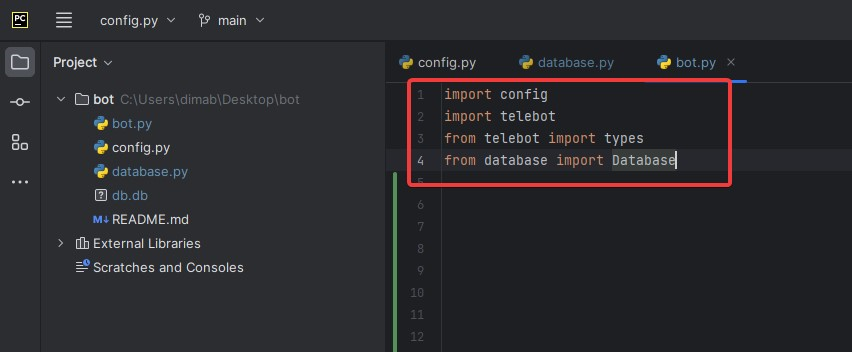 PC config.py main
Project
bot C:\Users\dimab\Desktop\bot
bot.py
config.py
database.py
? db.db
M↓ README.md
External Libraries
Scratches and Consoles
config.py database.py bot.py
1 import config
2 import telebot
3 from telebot import types
4 from database import Database
5
6
7
8
9
10
11
12